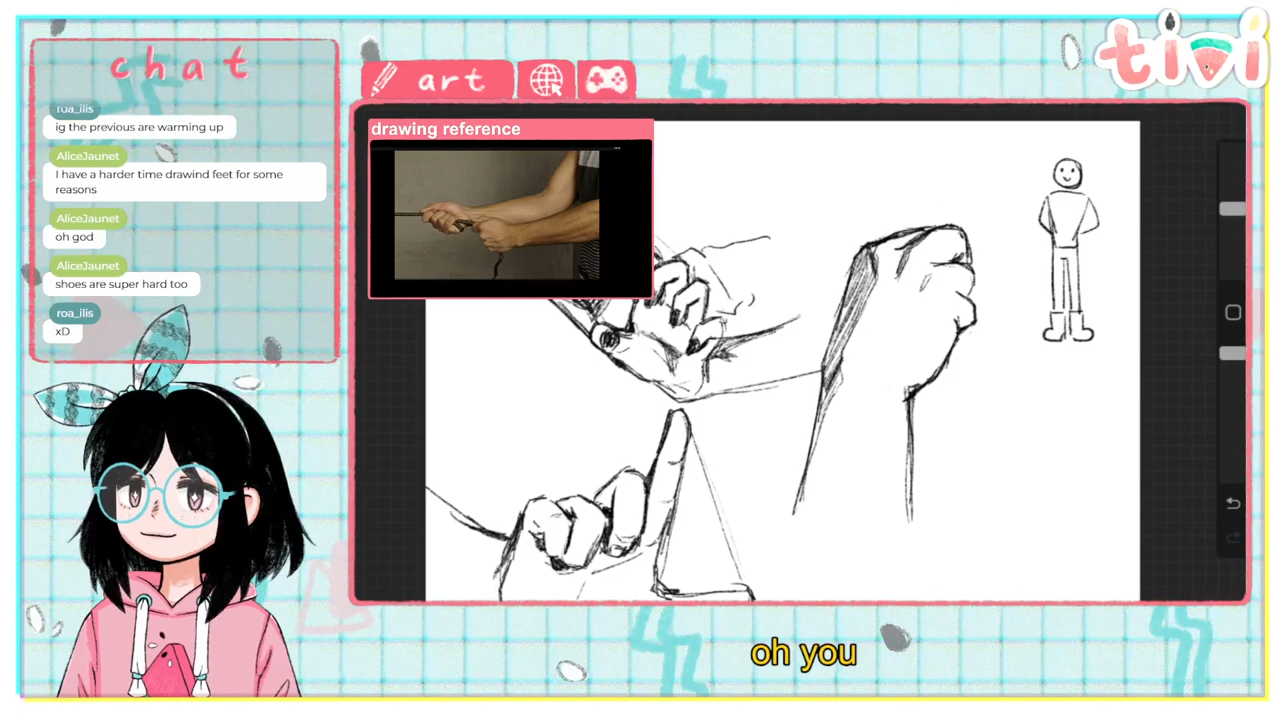 chat
roa_ilis
ig the previous are warming up
AliceJaunet
I have a harder time drawind feet for some
reasons
AliceJaunet
oh god
AliceJaunet
shoes are super hard too
roa_ilis
xD
art
tivi
drawing reference
oh you